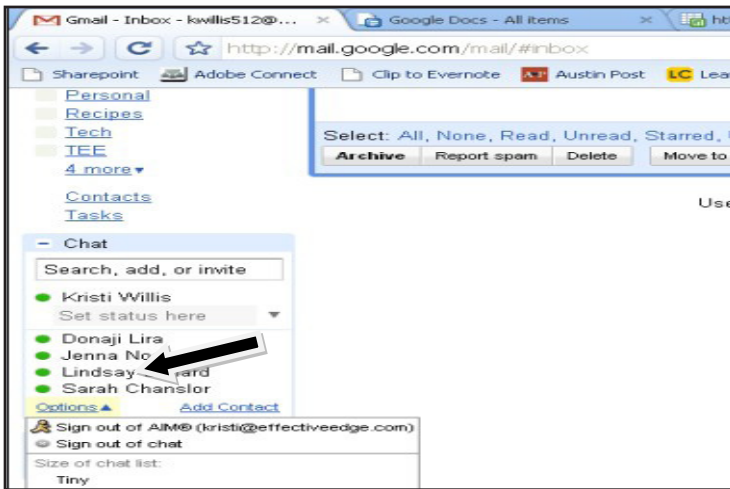 Gmail - Inbox - kwillis512@...
Google Docs - All items
http://mail.google.com/mail/#inbox
Sharepoint Adobe Connect Clip to Evernote Austin Post LC
Personal
Recipes
Tech
TEE
4 more
Contacts
Tasks
Select: All, None, Read, Unread, Starred,
Archive Report spam Delete Move to
Chat
Search, add, or invite
Kristi Willis
Set status here
Donaji Lira
Jenna
Lindsay
Sarah Chanslor
Options Add Contact
Sign out of AIM® (kristi@effectiveedge.com)
Sign out of chat
Size of chat list:
Tiny